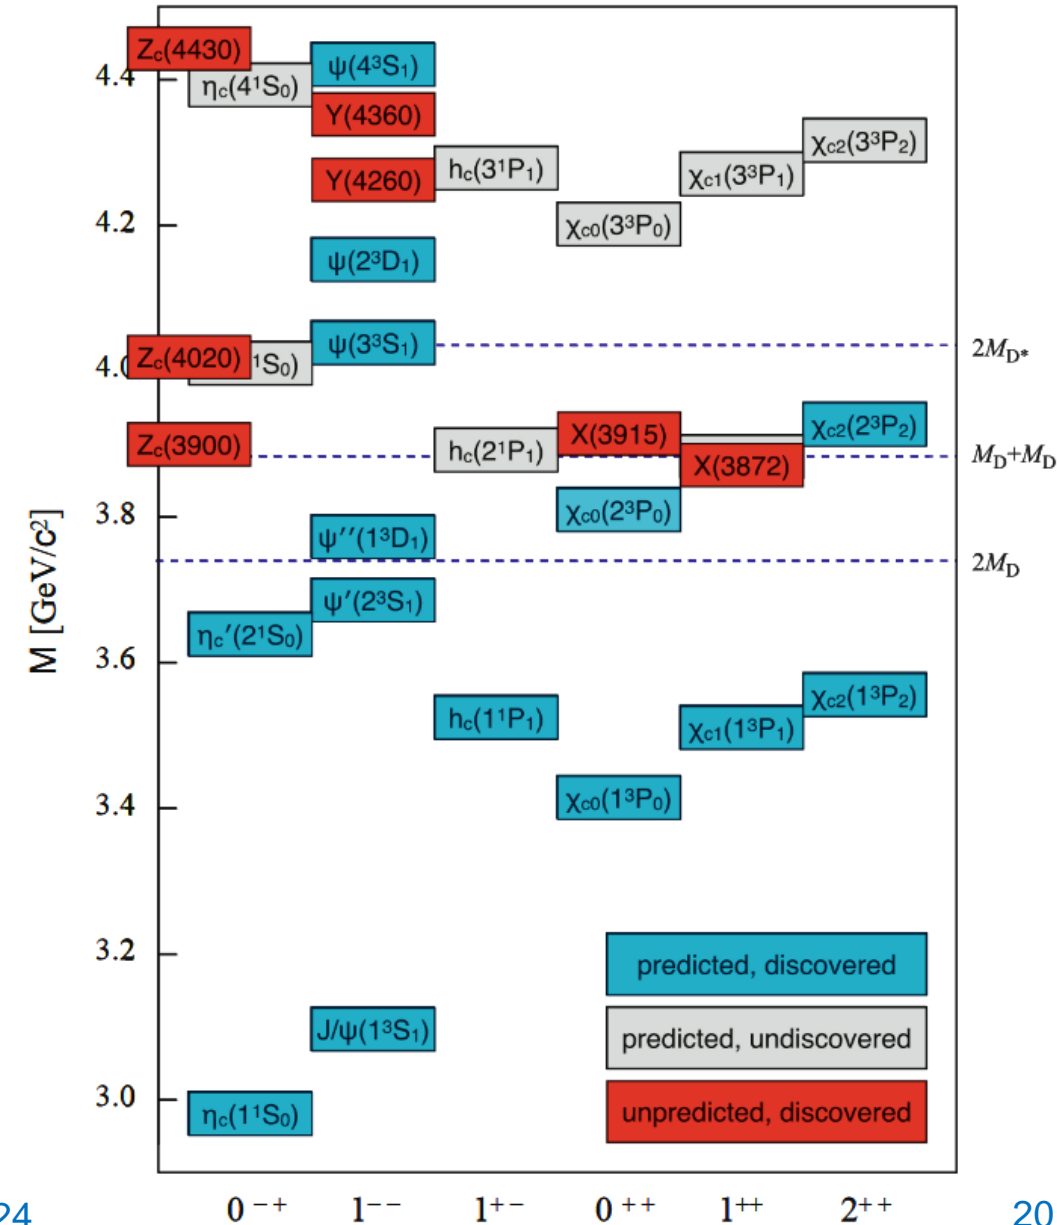 Zc(4430)
ψ(4³S₁)
4.4
ηc(4¹S₀)
Y(4360)
χc2(3³P₂)
hc(3¹P₁)
χc1(3³P₁)
Y(4260)
4.2
χc0(3³P₀)
ψ(2³D₁)
ψ(3³S₁)
2M_D*
Zc(4020)
¹S₀)
4.0
Zc(3900)
X(3915)
χc2(2³P₂)
hc(2¹P₁)
X(3872)
M_D+M_D
3.8
χc0(2³P₀)
ψ′′(1³D₁)
2M_D
M [GeV/c²]
ψ′(2³S₁)
ηc′(2¹S₀)
3.6
χc2(1³P₂)
hc(1¹P₁)
χc1(1³P₁)
3.4
χc0(1³P₀)
3.2
predicted, discovered
J/ψ(1³S₁)
predicted, undiscovered
3.0
ηc(1¹S₀)
unpredicted, discovered
0⁻⁺ 1⁻⁻ 1⁺⁻ 0⁺⁺ 1⁺⁺ 2⁺⁺
24
20